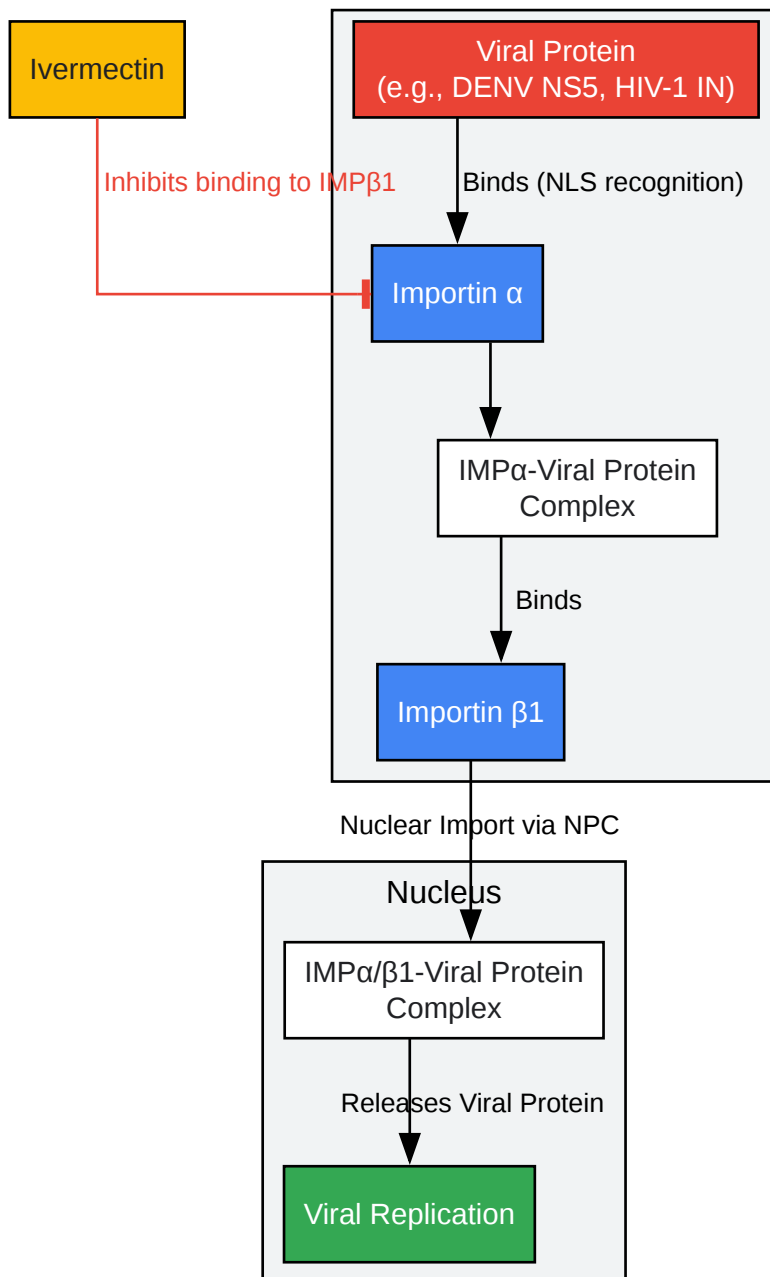 Ivermectin
Viral Protein
(e.g., DENV NS5, HIV-1 IN)
Inhibits binding to IMPβ1
Binds (NLS recognition)
Importin α
IMPα-Viral Protein
Complex
Binds
Importin β1
Nuclear Import via NPC
Nucleus
IMPα/β1-Viral Protein
Complex
Releases Viral Protein
Viral Replication